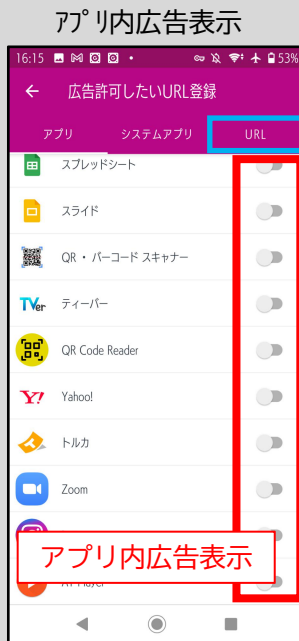 アプリ内広告表示
16:15 53%
広告許可したいURL登録
アプリ システムアプリ URL
スプレッドシート
スライド
QR・バーコード スキャナー
TVer ティーバー
QR Code Reader
Y! Yahoo!
トルカ
Zoom
アプリ内広告表示